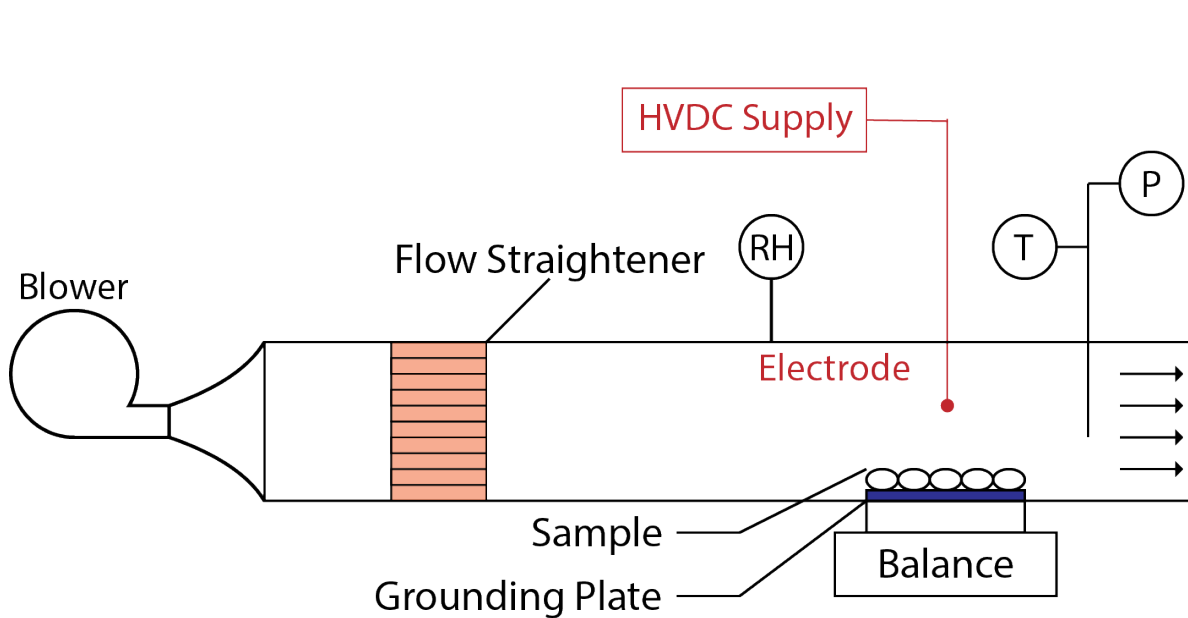 HVDC Supply
P
RH
T
Flow Straightener
Blower
Electrode
Sample
Balance
Grounding Plate